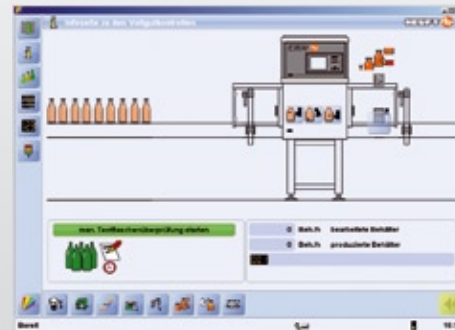 Infoseite zu den Vollgutkontrollen
HEUFT
man. Testflaschenüberprüfung starten
0 Beh./h bearbeitete Behälter
0 Beh./h produzierte Behälter
Bereit